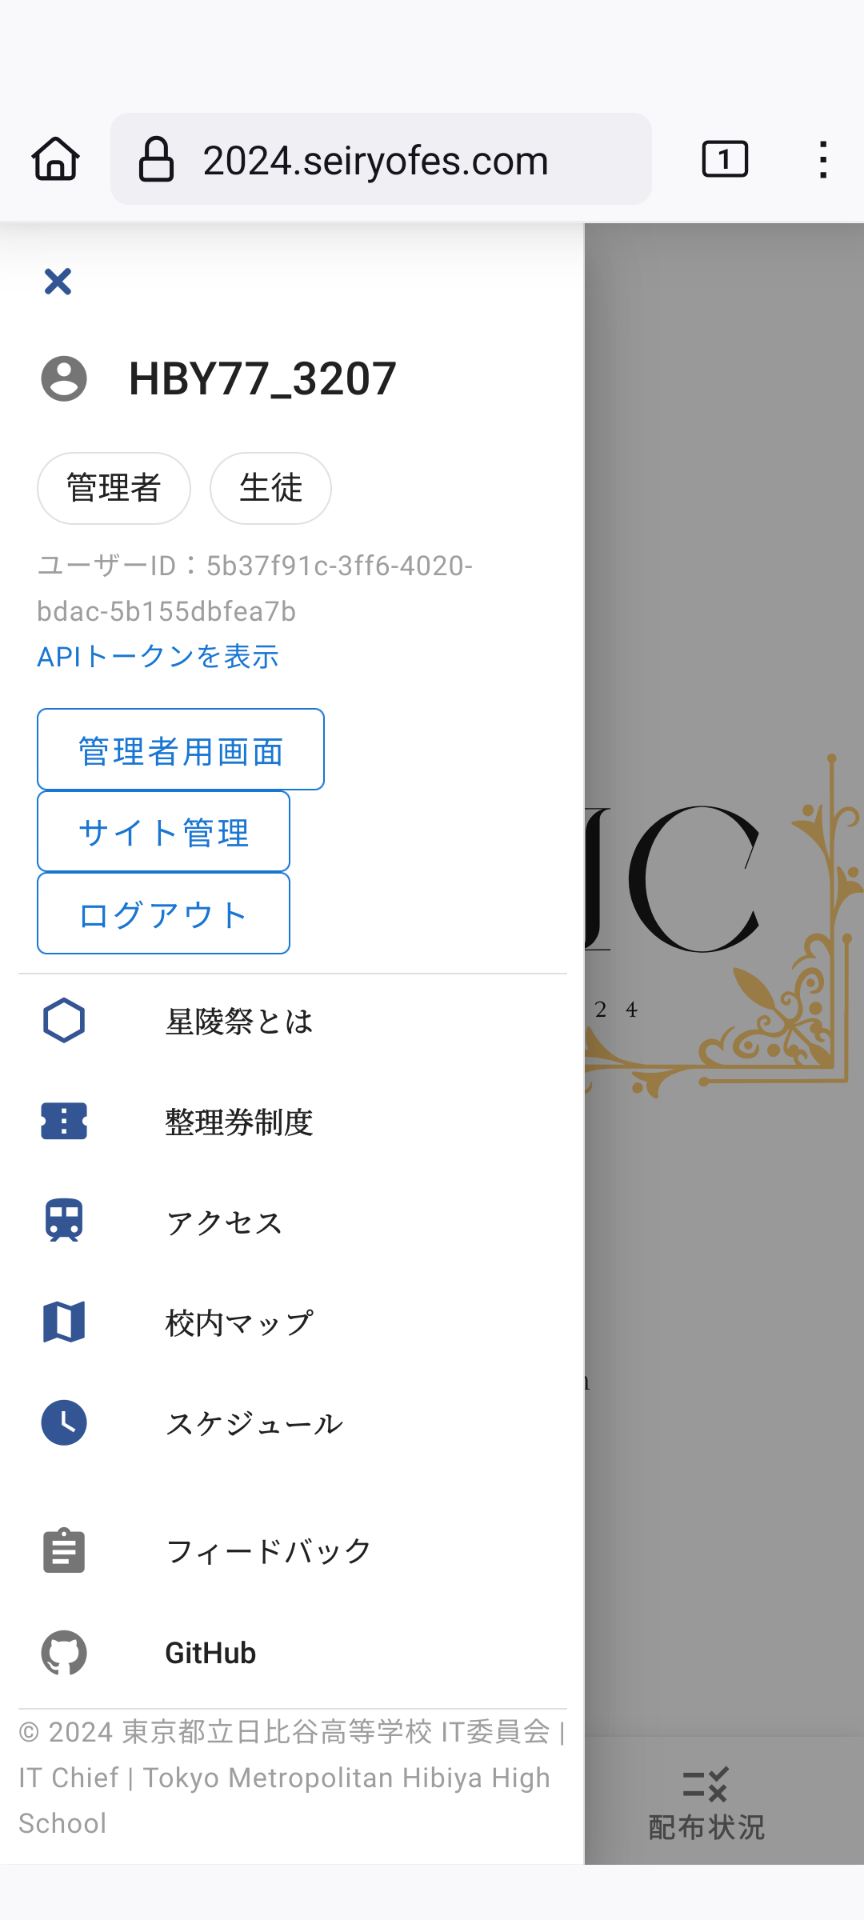 2024.seiryofes.com
1
HBY77_3207
管理者
生徒
ユーザーID：5b37f91c-3ff6-4020-
bdac-5b155dbfea7b
APIトークンを表示
管理者用画面
サイト管理
ログアウト
星陵祭とは
整理券制度
アクセス
校内マップ
スケジュール
フィードバック
GitHub
© 2024 東京都立日比谷高等学校 IT委員会 |
IT Chief | Tokyo Metropolitan Hibiya High
School
C
24
配布状況